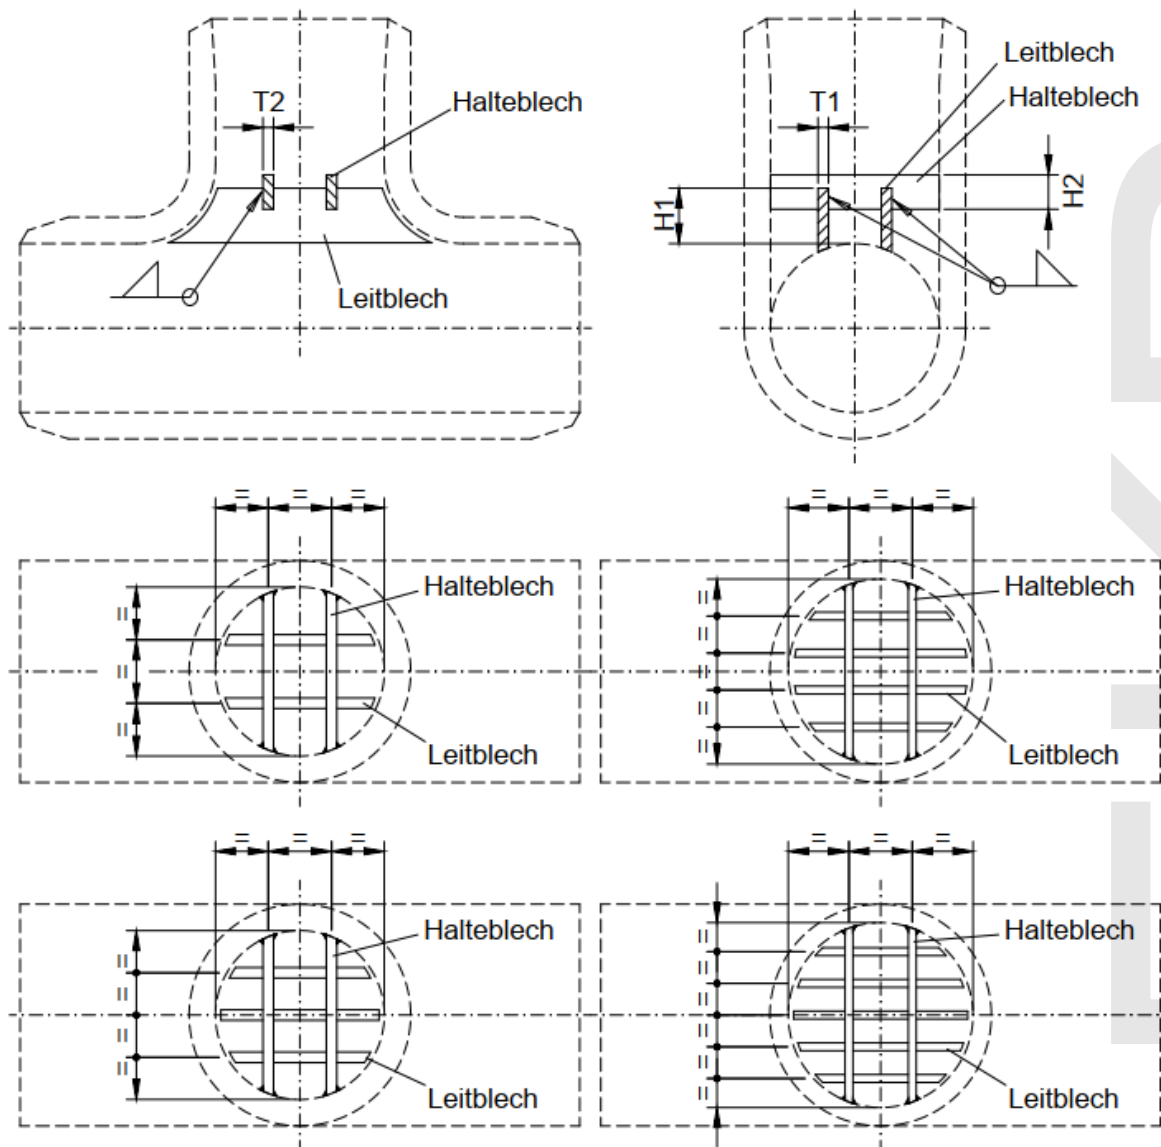 Leitblech
T2
Halteblech
T1
Halteblech
H1
H2
Leitblech
= = =
= = =
Halteblech
Halteblech
=
=
=
=
=
=
=
Leitblech
Leitblech
= = =
= = =
Halteblech
Halteblech
=
=
=
=
=
=
=
=
=
=
Leitblech
Leitblech